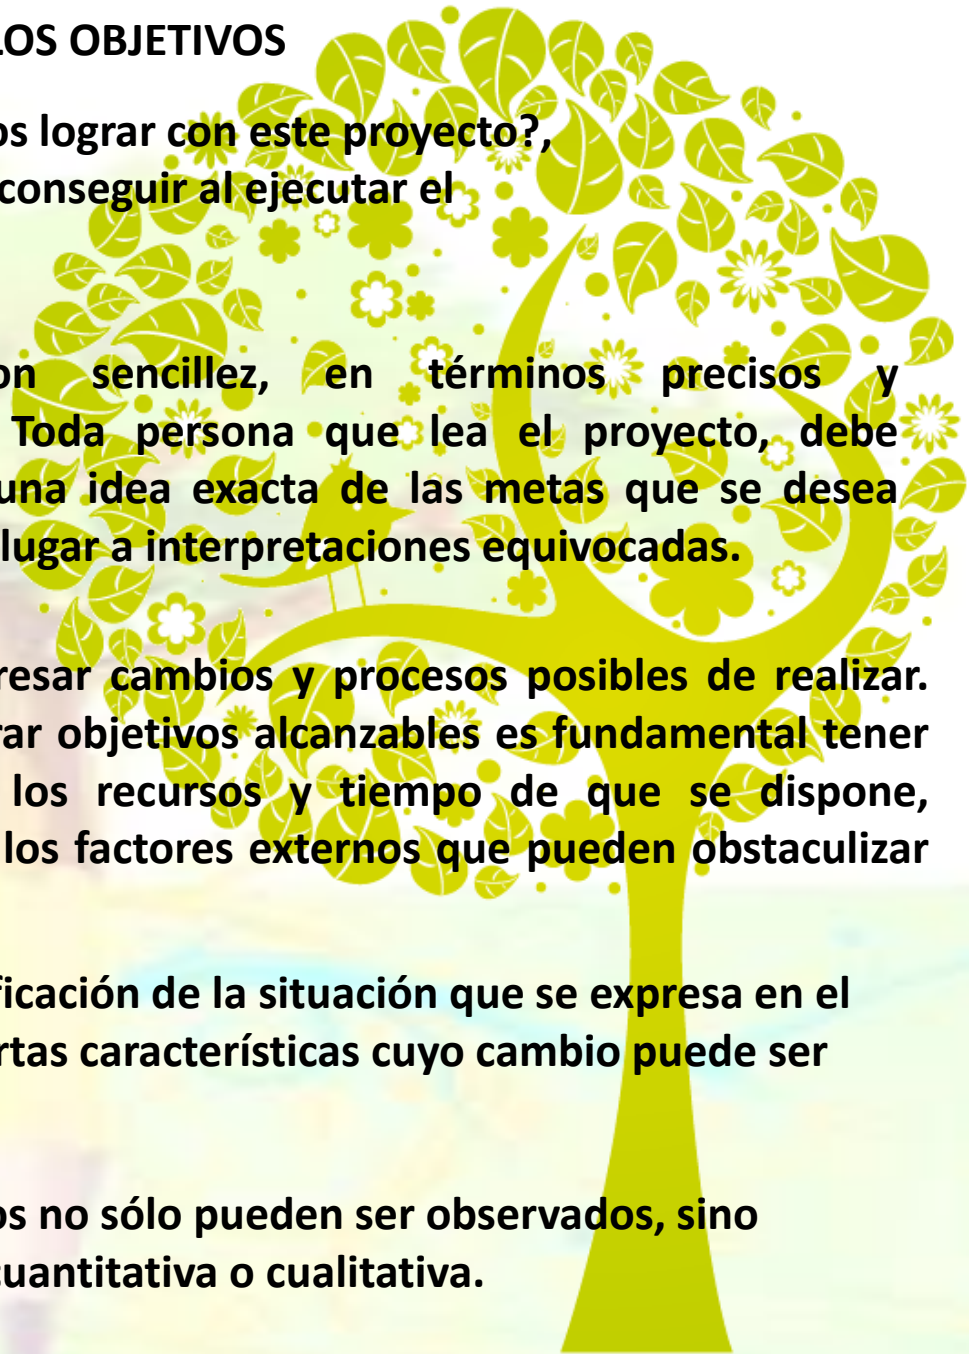 LOS OBJETIVOS
os lograr con este proyecto?,
conseguir al ejecutar el
on sencillez, en términos precisos y
Toda persona que lea el proyecto, debe
una idea exacta de las metas que se desea
lugar a interpretaciones equivocadas.
resar cambios y procesos posibles de realizar.
rar objetivos alcanzables es fundamental tener
los recursos y tiempo de que se dispone,
los factores externos que pueden obstaculizar
ficación de la situación que se expresa en el
rtas características cuyo cambio puede ser
os no sólo pueden ser observados, sino
cuantitativa o cualitativa.